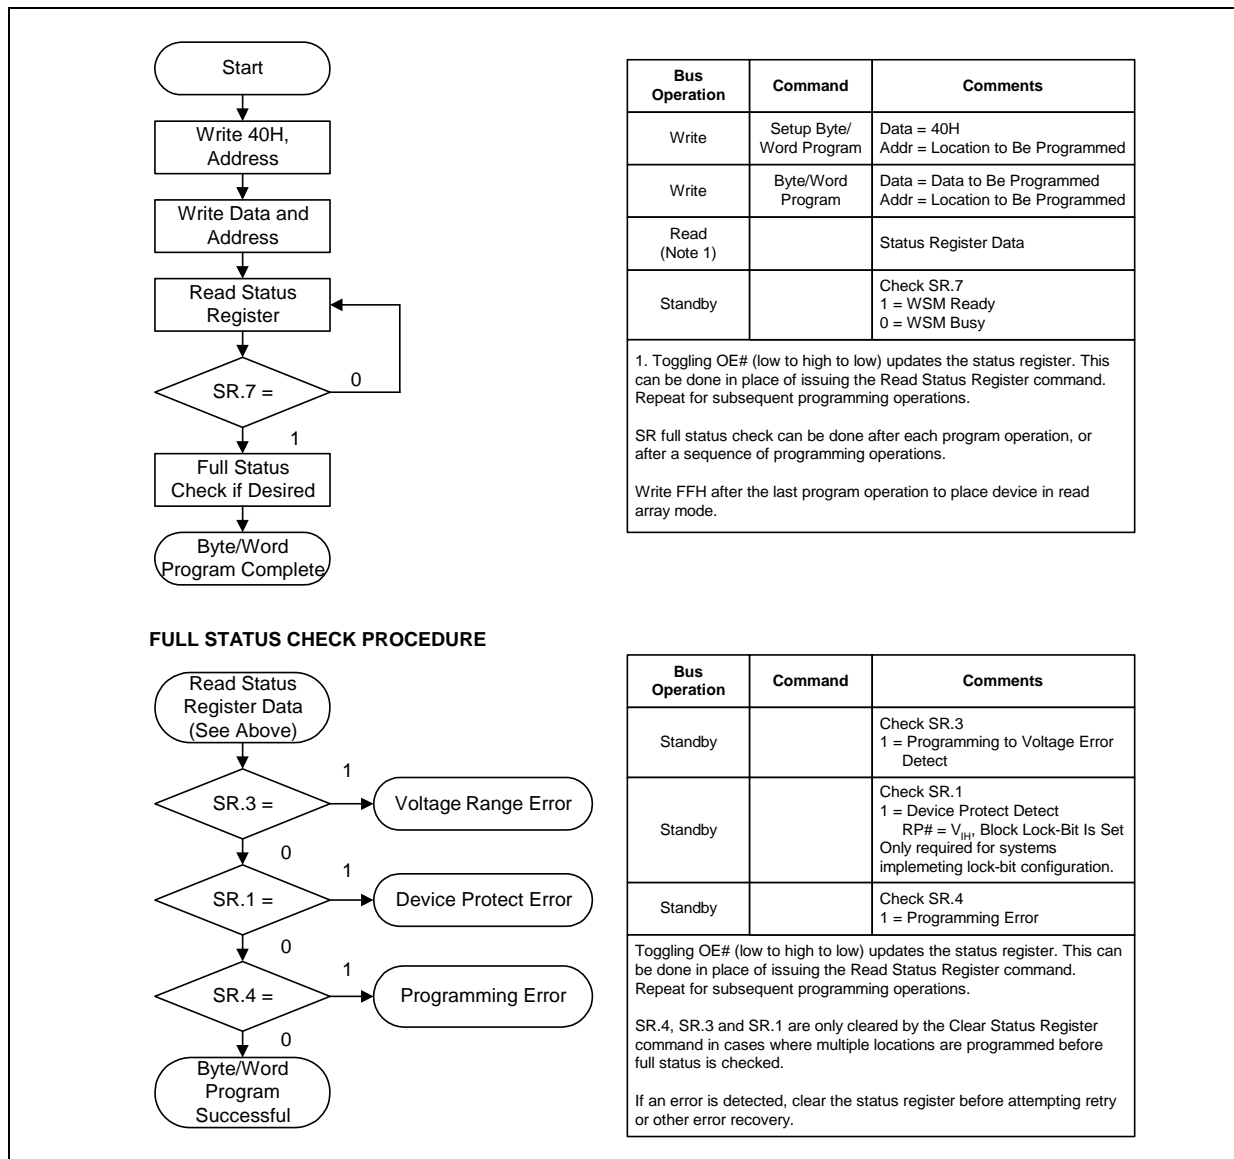 Start
Write 40H,
Address
Write Data and
Address
Read Status
Register
SR.7 =
0
1
Full Status
Check if Desired
Byte/Word
Program Complete
Bus
Operation
Command
Comments
Write
Setup Byte/
Word Program
Data = 40H
Addr = Location to Be Programmed
Write
Byte/Word
Program
Data = Data to Be Programmed
Addr = Location to Be Programmed
Read
(Note 1)
Status Register Data
Standby
Check SR.7
1 = WSM Ready
0 = WSM Busy
1. Toggling OE# (low to high to low) updates the status register. This
can be done in place of issuing the Read Status Register command.
Repeat for subsequent programming operations.
SR full status check can be done after each program operation, or
after a sequence of programming operations.
Write FFH after the last program operation to place device in read
array mode.
FULL STATUS CHECK PROCEDURE
Read Status
Register Data
(See Above)
SR.3 =
1
Voltage Range Error
0
SR.1 =
1
Device Protect Error
0
SR.4 =
1
Programming Error
0
Byte/Word
Program
Successful
Bus
Operation
Command
Comments
Standby
Check SR.3
1 = Programming to Voltage Error
Detect
Standby
Check SR.1
1 = Device Protect Detect
RP# = VIH, Block Lock-Bit Is Set
Only required for systems
implemeting lock-bit configuration.
Standby
Check SR.4
1 = Programming Error
Toggling OE# (low to high to low) updates the status register. This can
be done in place of issuing the Read Status Register command.
Repeat for subsequent programming operations.
SR.4, SR.3 and SR.1 are only cleared by the Clear Status Register
command in cases where multiple locations are programmed before
full status is checked.
If an error is detected, clear the status register before attempting retry
or other error recovery.